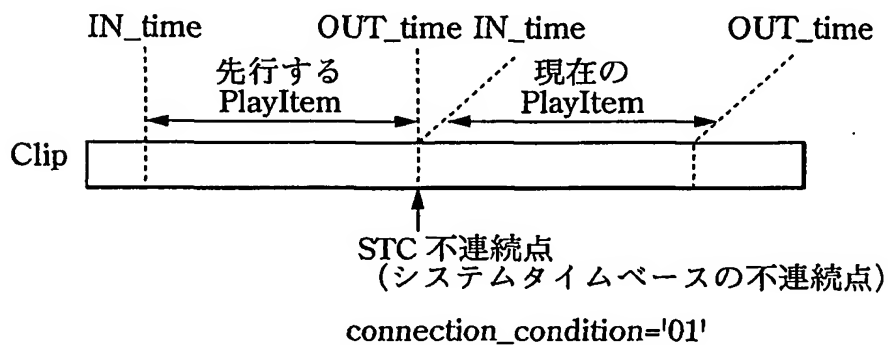 IN_time OUT_time IN_time OUT_time
先行する 現在の
PlayItem PlayItem
Clip
STC 不連続点
(システムタイムベースの不連続点)
connection_condition='01'